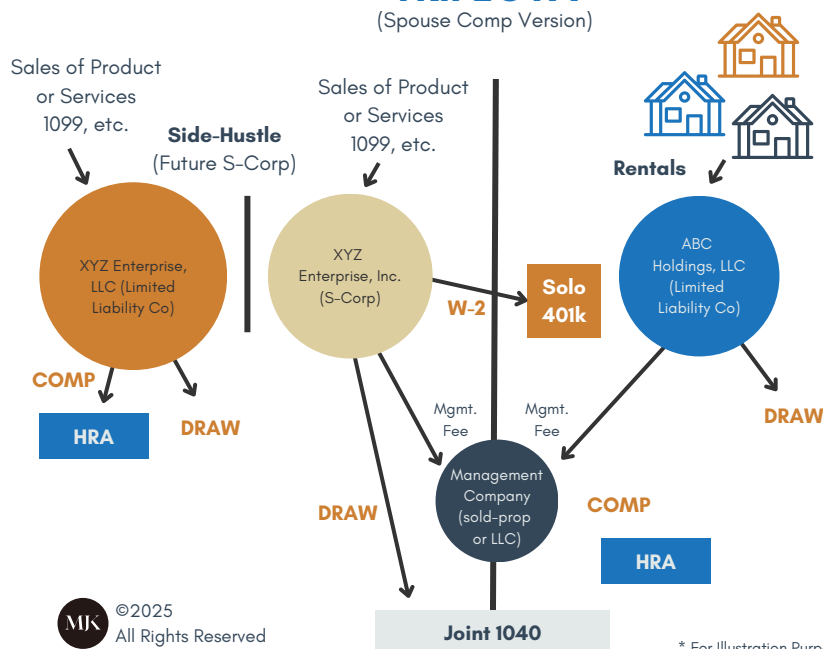 (Spouse Comp Version)
Sales of Product
or Services
1099, etc.
Side-Hustle
(Future S-Corp)
Sales of Product
or Services
1099, etc.
Rentals
XYZ Enterprise,
LLC (Limited
Liability Co)
XYZ
Enterprise, Inc.
(S-Corp)
W-2
Solo
401k
ABC
Holdings, LLC
(Limited
Liability Co)
COMP
HRA
DRAW
Mgmt.
Fee
Mgmt.
Fee
DRAW
Management
Company
(sold-prop
or LLC)
DRAW
COMP
HRA
Joint 1040
MJK
©2025
All Rights Reserved
* For Illustration